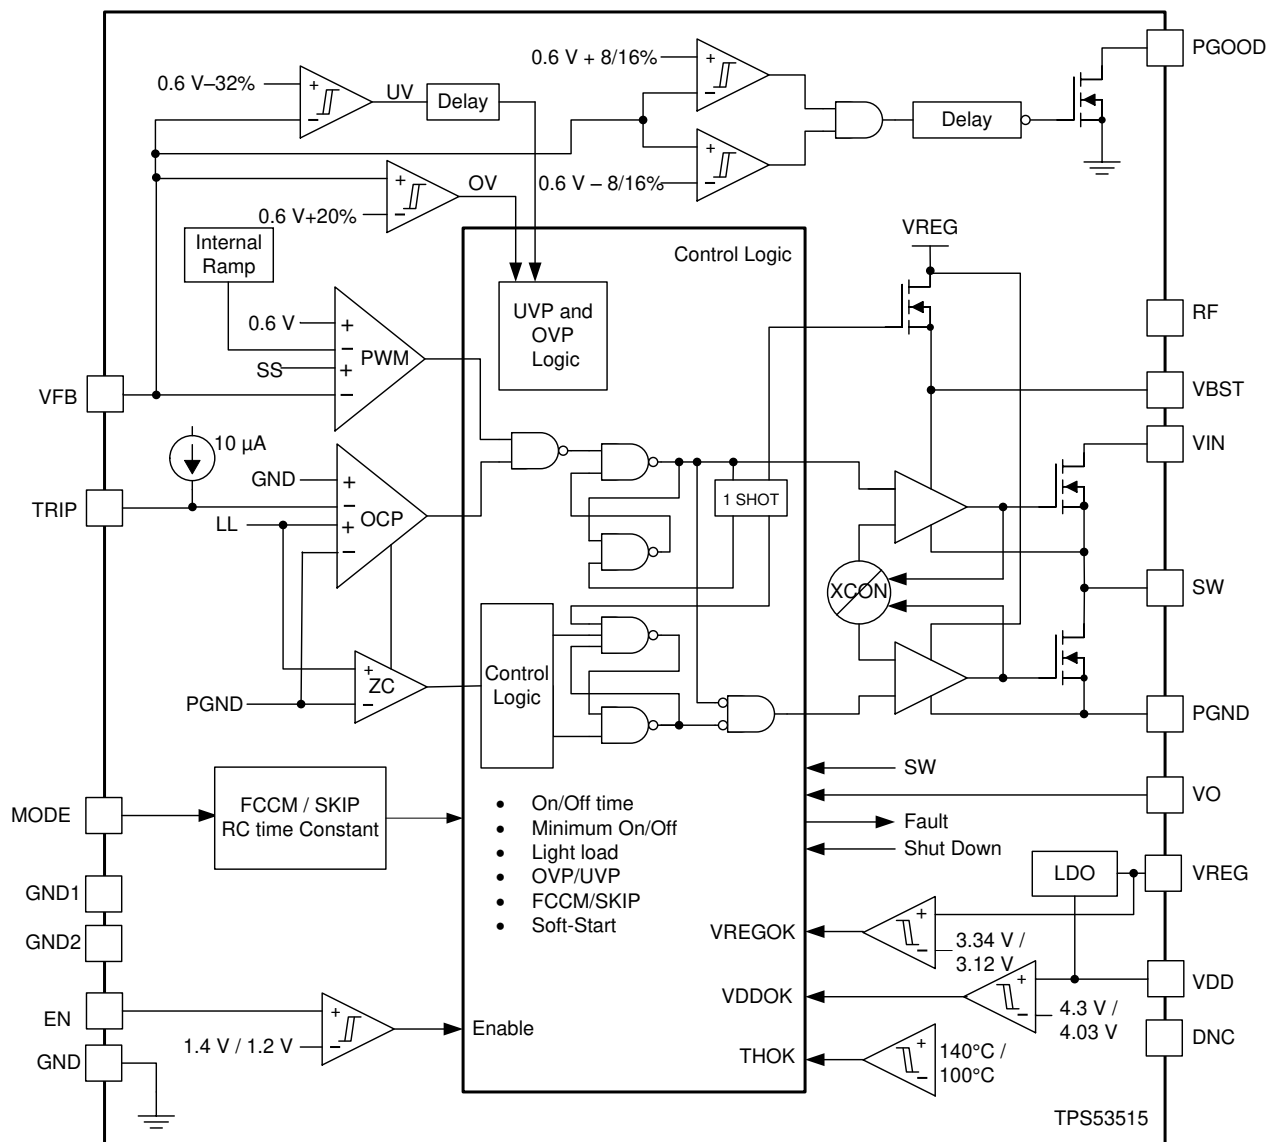 PGOOD
0.6 V + 8/16%
0.6 V–32%
+
–
UV
Delay
+
–
Delay
+
–
0.6 V – 8/16%
+
–
OV
0.6 V+20%
VREG
Internal
Ramp
Control Logic
UVP and
OVP
Logic
RF
0.6 V
+
–
SS
+
–
PWM
VFB
VBST
VIN
10 µA
GND
+
–
LL
+
–
OCP
TRIP
1 SHOT
XCON
SW
Control
Logic
+
–
ZC
PGND
PGND
SW
VO
MODE
FCCM / SKIP
RC time Constant
• On/Off time
• Minimum On/Off
• Light load
• OVP/UVP
• FCCM/SKIP
• Soft-Start
Fault
Shut Down
LDO
VREG
GND1
GND2
VREGOK
+
–
3.34 V /
3.12 V
VDDOK
+
–
4.3 V /
4.03 V
VDD
EN
1.4 V / 1.2 V
+
–
Enable
DNC
GND
THOK
+
–
140°C /
100°C
TPS53515